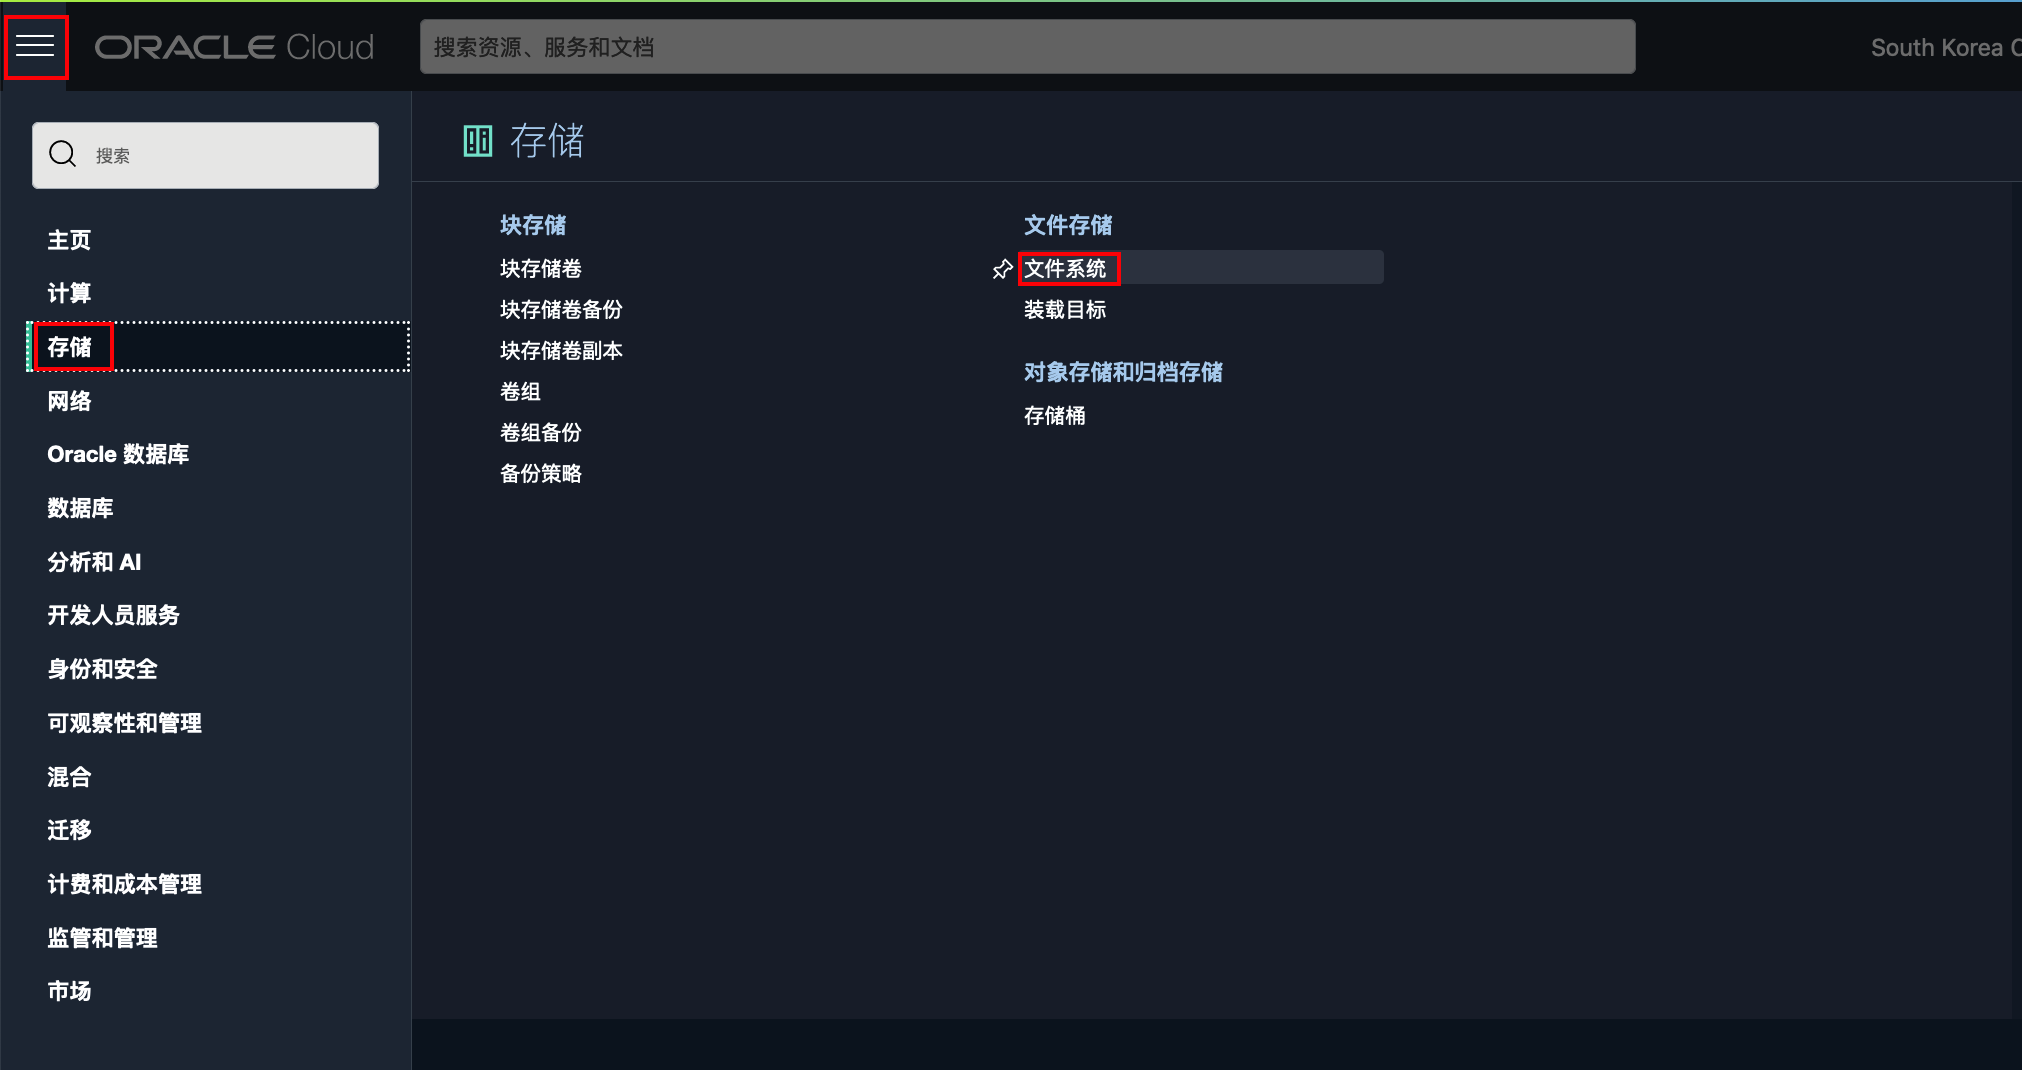 ORACLE Cloud
搜索资源、服务和文档
South Korea C
搜索
主页
计算
存储
网络
Oracle 数据库
数据库
分析和 AI
开发人员服务
身份和安全
可观察性和管理
混合
迁移
计费和成本管理
监管和管理
市场
存储
块存储
块存储卷
块存储卷备份
块存储卷副本
卷组
卷组备份
备份策略
文件存储
文件系统
装载目标
对象存储和归档存储
存储桶